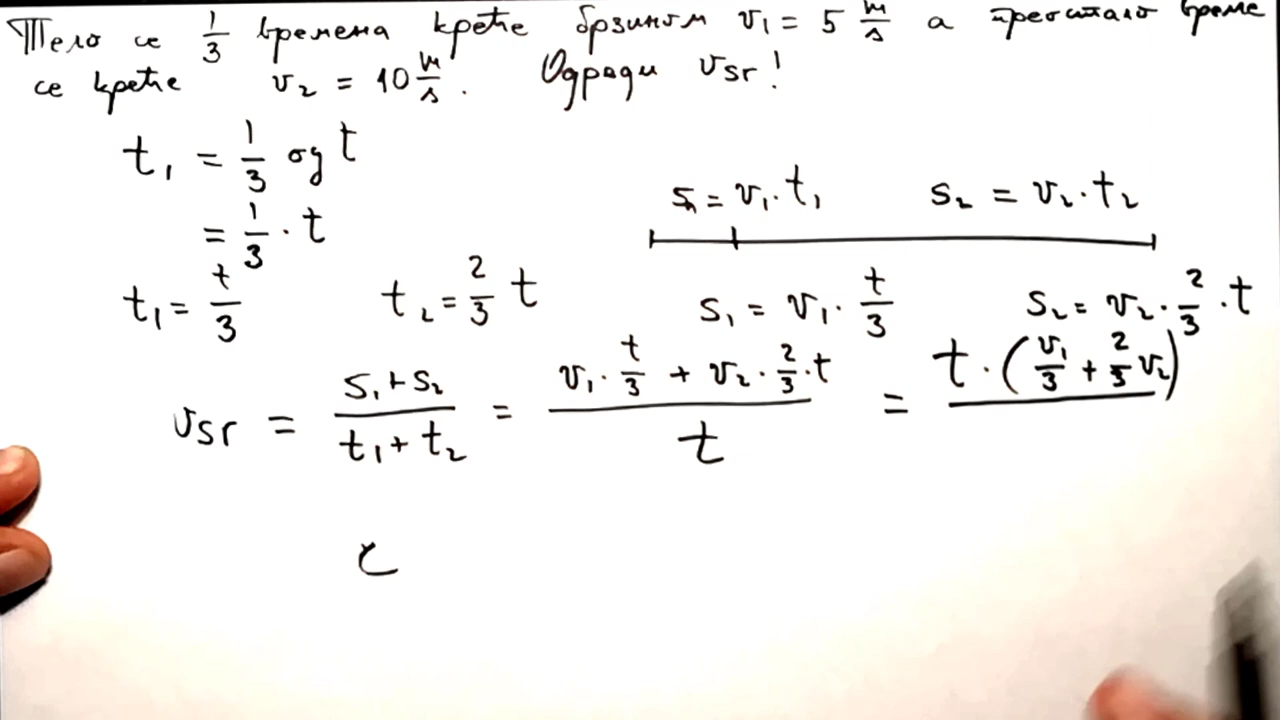 Тело се 1/3 времена креће брзином v₁ = 5 m/s а преостало време
се креће v₂ = 10 m/s. Одреди vsr!
t₁ = 1/3 од t
= 1/3 · t
s₁ = v₁ · t₁ s₂ = v₂ · t₂
t₁ = t/3 t₂ = 2/3 t s₁ = v₁ · t/3 s₂ = v₂ · 2/3 · t
vsr = (s₁ + s₂)/(t₁ + t₂) = (v₁ · t/3 + v₂ · 2/3 · t)/t = t · (v₁/3 + 2/3 v₂)